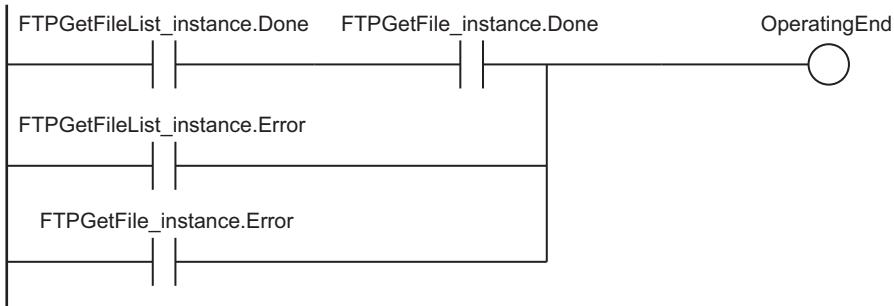 FTPGetFileList_instance.Done FTPGetFile_instance.Done OperatingEnd
FTPGetFileList_instance.Error
FTPGetFile_instance.Error